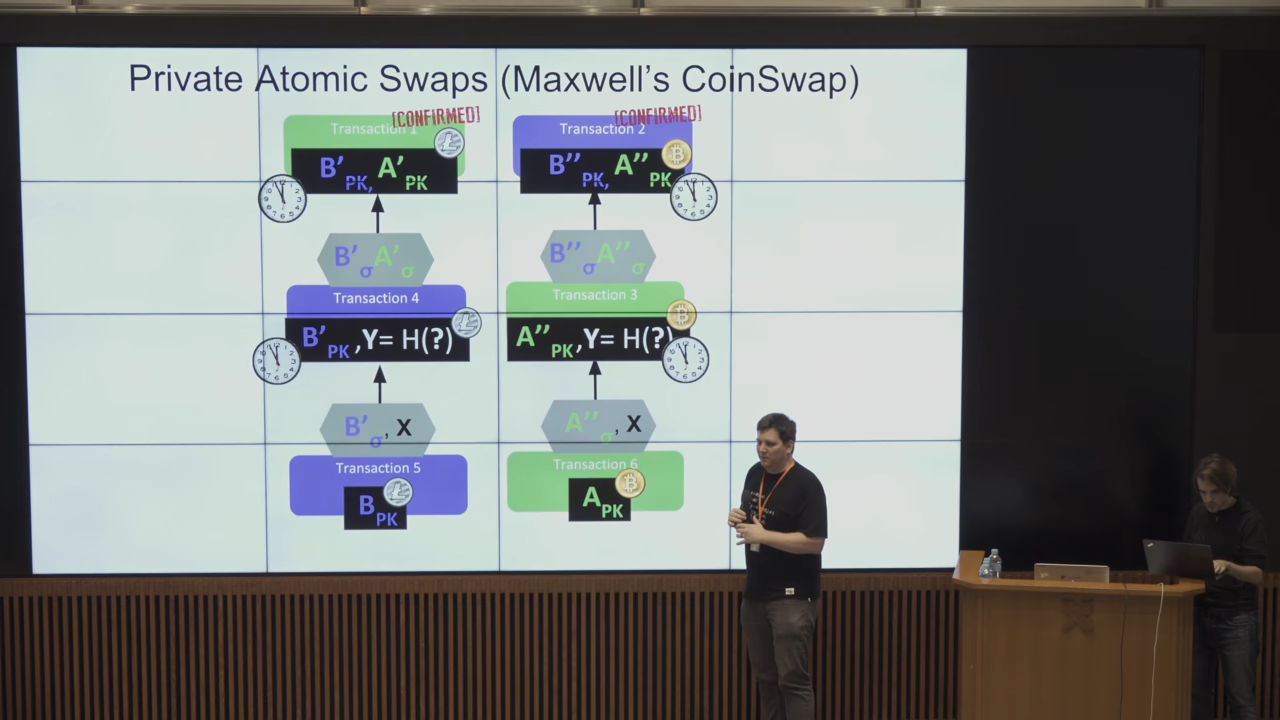 Private Atomic Swaps (Maxwell's CoinSwap)
[CONFIRMED]
Transaction 1
B'PK, A'PK
[CONFIRMED]
Transaction 2
B''PK, A''PK
B'σ A'σ
B''σ A''σ
Transaction 4
B'PK ,Y= H(?)
Transaction 3
A''PK ,Y= H(?)
B'σ , X
A''σ , X
Transaction 5
BPK
Transaction 6
APK